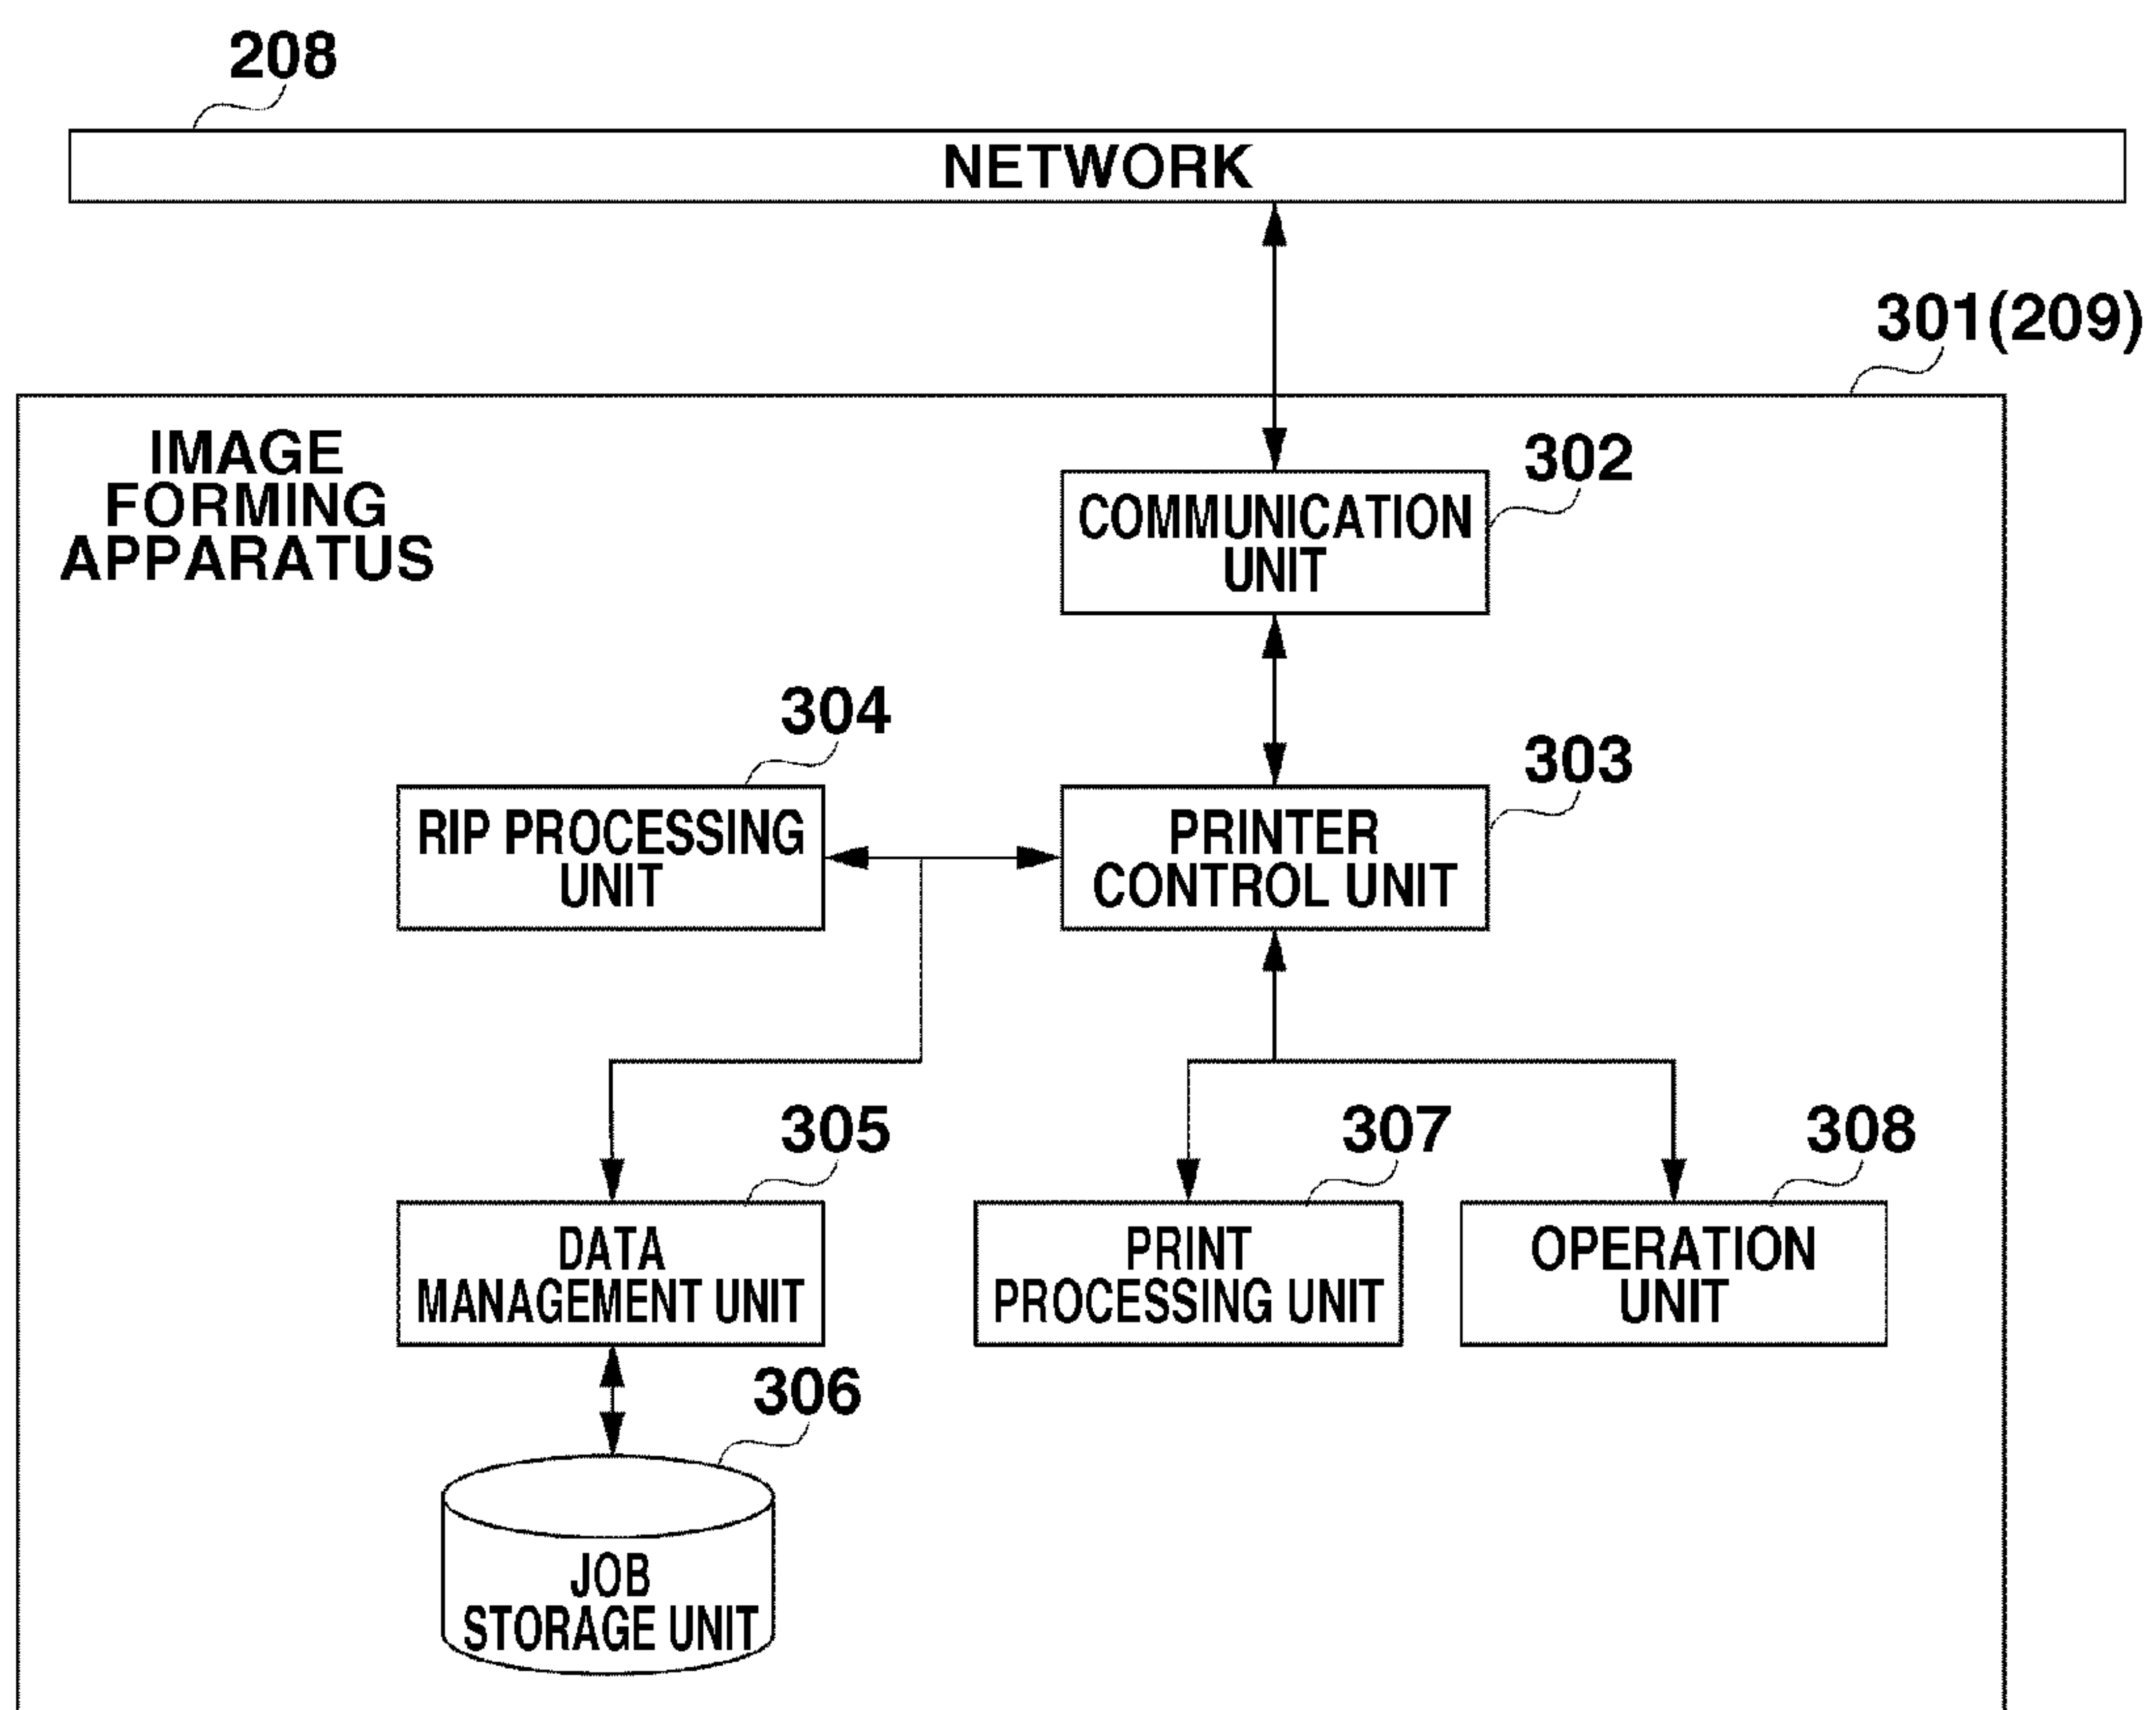 208
NETWORK
301(209)
IMAGE
FORMING
APPARATUS
302
COMMUNICATION
UNIT
304
303
RIP PROCESSING
UNIT
PRINTER
CONTROL UNIT
305
307
308
DATA
MANAGEMENT UNIT
PRINT
PROCESSING UNIT
OPERATION
UNIT
306
JOB
STORAGE UNIT